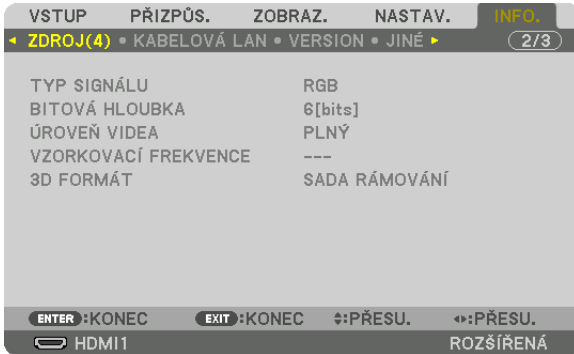 VSTUP PŘIZPŮS. ZOBRAZ. NASTAV. INFO.
◂ ZDROJ(4) • KABELOVÁ LAN • VERSION • JINÉ ▸ 2/3
TYP SIGNÁLU RGB
BITOVÁ HLOUBKA 6[bits]
ÚROVEŇ VIDEA PLNÝ
VZORKOVACÍ FREKVENCE ---
3D FORMÁT SADA RÁMOVÁNÍ
ENTER :KONEC EXIT :KONEC :PŘESU. :PŘESU.
HDMI1 ROZŠÍŘENÁ